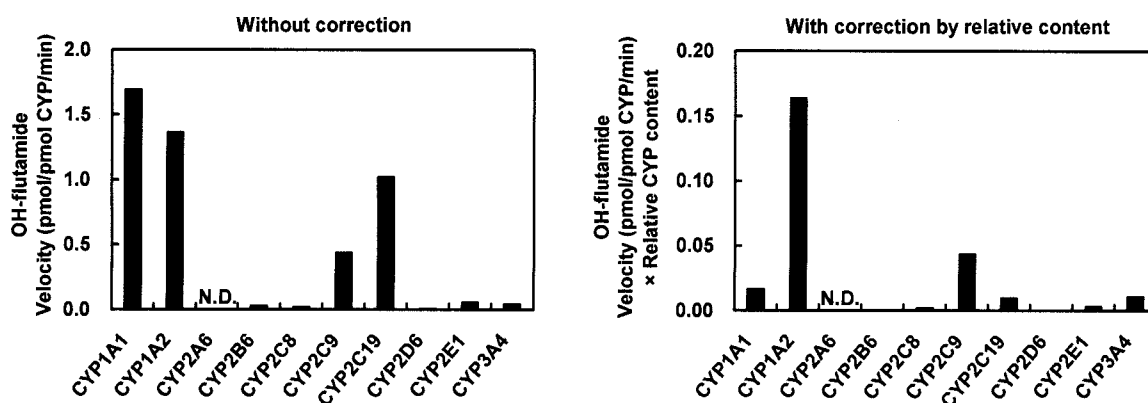 Without correction
OH-flutamide
Velocity (pmol/pmol CYP/min)
2.0
1.5
1.0
0.5
0.0
N.D.
CYP1A1
CYP1A2
CYP2A6
CYP2B6
CYP2C8
CYP2C9
CYP2C19
CYP2D6
CYP2E1
CYP3A4
With correction by relative content
OH-flutamide
Velocity (pmol/pmol CYP/min)
× Relative CYP content
0.20
0.15
0.10
0.05
0.00
N.D.
CYP1A1
CYP1A2
CYP2A6
CYP2B6
CYP2C8
CYP2C9
CYP2C19
CYP2D6
CYP2E1
CYP3A4